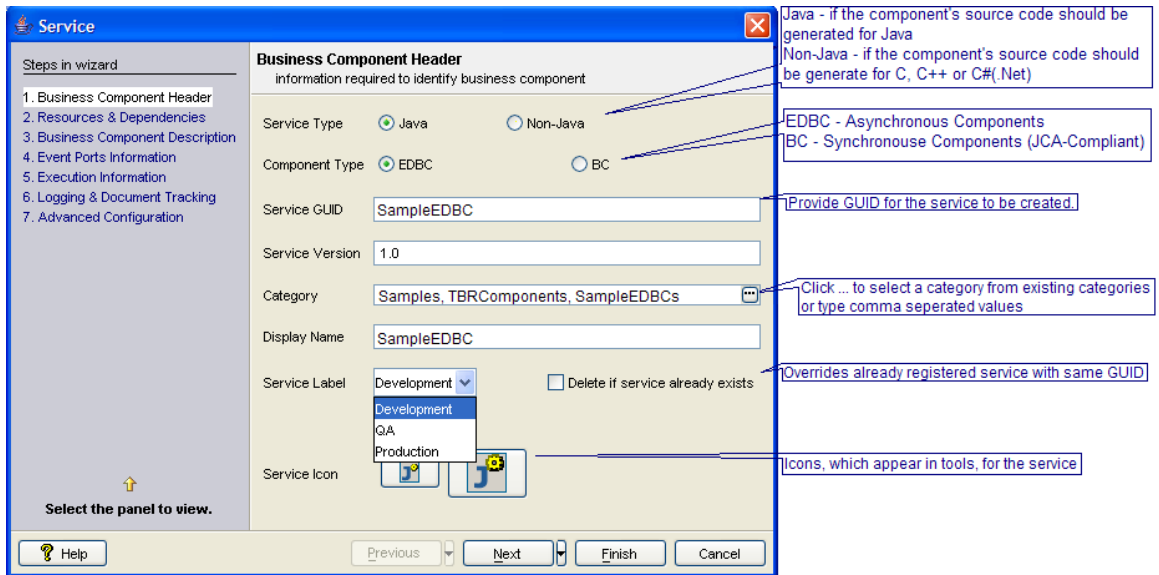 Service
Steps in wizard
1. Business Component Header
2. Resources & Dependencies
3. Business Component Description
4. Event Ports Information
5. Execution Information
6. Logging & Document Tracking
7. Advanced Configuration
Select the panel to view.
Business Component Header
information required to identify business component
Service Type Java Non-Java
Component Type EDBC BC
Service GUID SampleEDBC
Service Version 1.0
Category Samples, TBRComponents, SampleEDBCs ...
Display Name SampleEDBC
Service Label Development Delete if service already exists
Development
QA
Production
Service Icon
Help Previous Next Finish Cancel
Java - if the component's source code should be
generated for Java
Non-Java - if the component's source code should
be generate for C, C++ or C#(.Net)
EDBC - Asynchronous Components
BC - Synchronouse Components (JCA-Compliant)
Provide GUID for the service to be created.
Click ... to select a category from existing categories
or type comma seperated values
Overrides already registered service with same GUID
Icons, which appear in tools, for the service